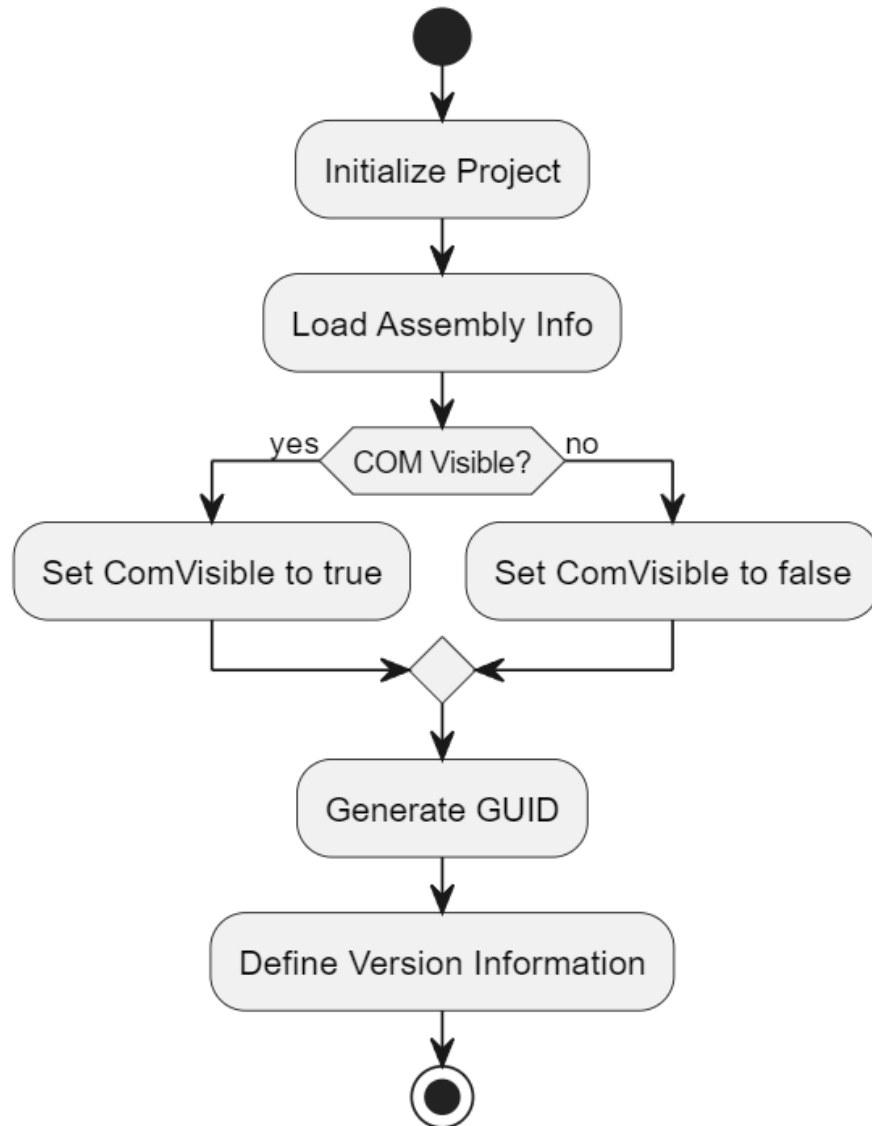 Initialize Project
Load Assembly Info
yes
COM Visible?
no
Set ComVisible to true
Set ComVisible to false
Generate GUID
Define Version Information